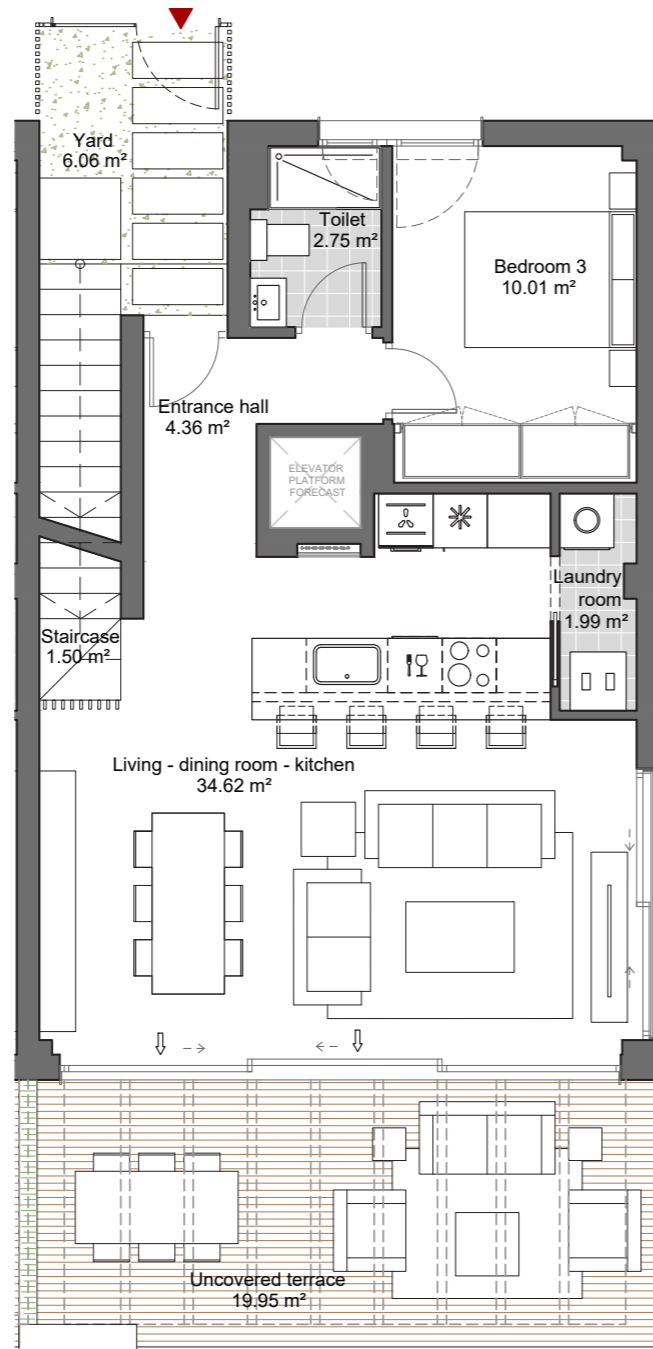 Yard
6.06 m²
Toilet
2.75 m²
Bedroom 3
10.01 m²
Entrance hall
4.36 m²
ELEVATOR
PLATFORM
FORECAST
Laundry
room
1.99 m²
Staircase
1.50 m²
Living - dining room - kitchen
34.62 m²
Uncovered terrace
19.95 m²